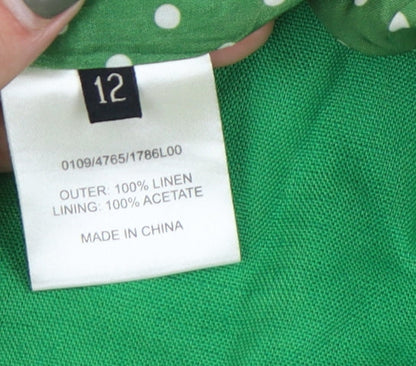 12
0109/4765/1786L00
OUTER: 100% LINEN
LINING: 100% ACETATE
MADE IN CHINA